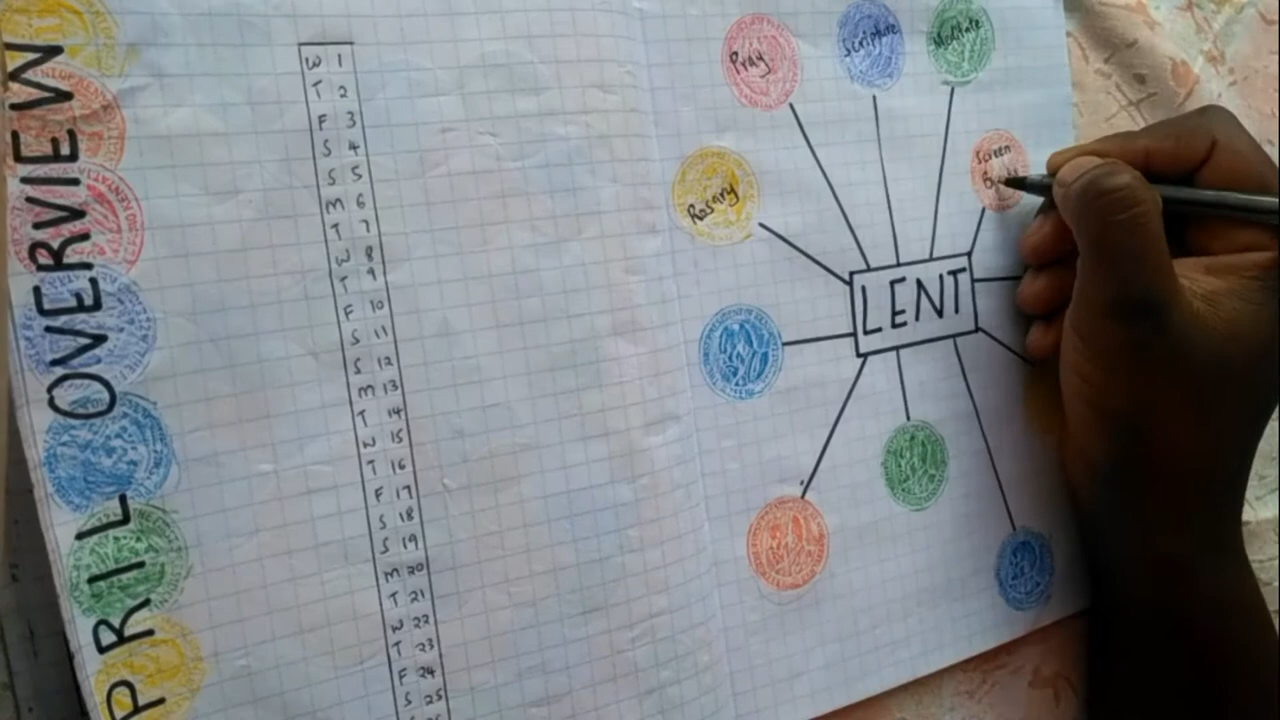 PRIL OVERVIEW
W 1
T 2
F 3
S 4
S 5
M 6
T 7
W 8
T 9
F 10
S 11
S 12
M 13
T 14
W 15
T 16
F 17
S 18
S 19
M 20
T 21
W 22
T 23
F 24
S 25
Pray
Scripture
Meditate
Screen
Rosary
LENT